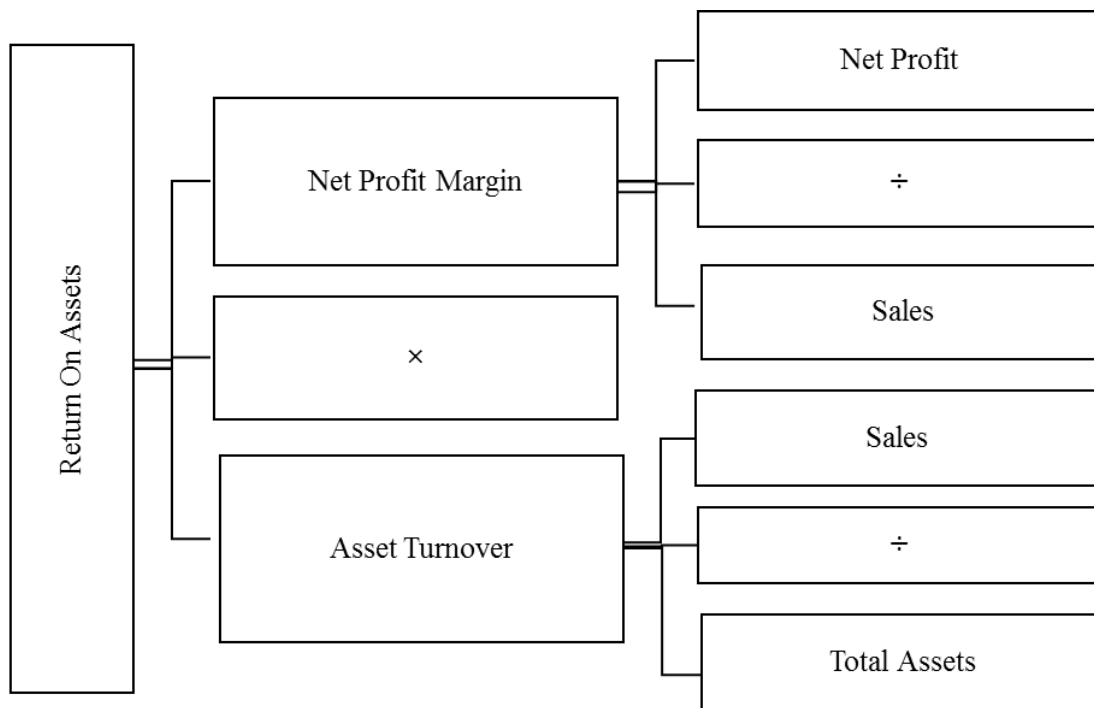 Return On Assets
Net Profit Margin
×
Asset Turnover
Net Profit
÷
Sales
Sales
÷
Total Assets